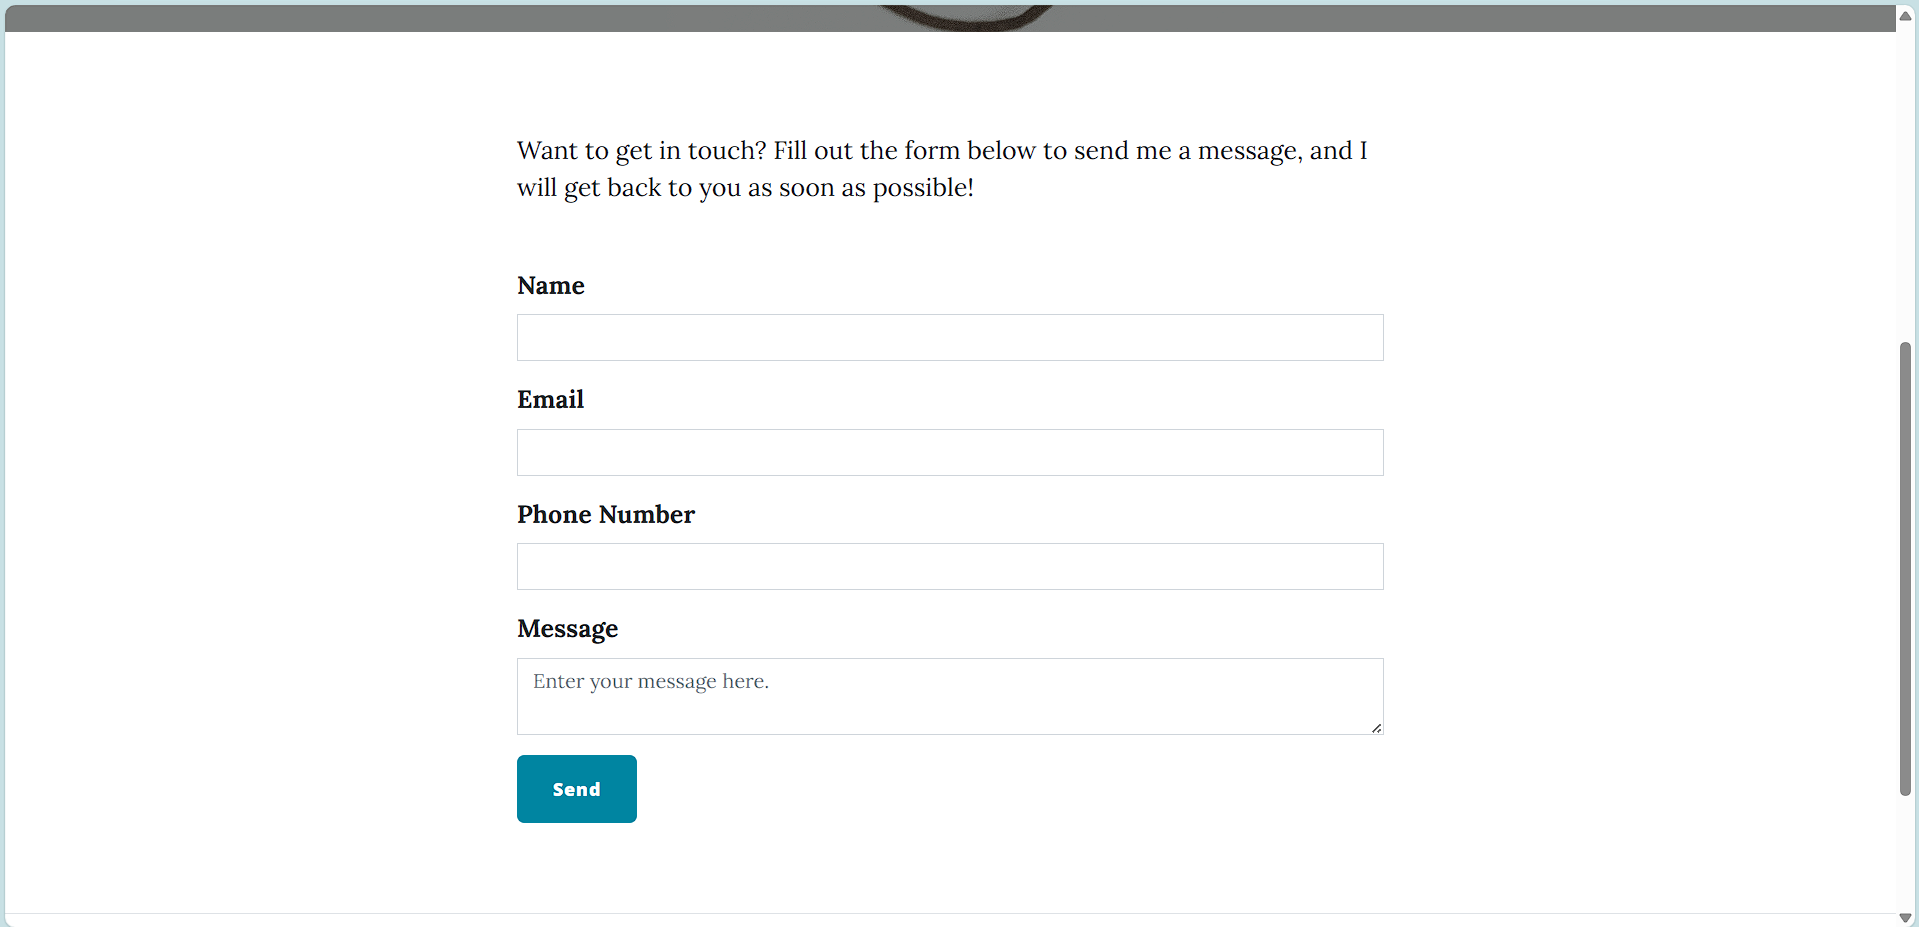 Want to get in touch? Fill out the form below to send me a message, and I
will get back to you as soon as possible!
Name
Email
Phone Number
Message
Enter your message here.
Send